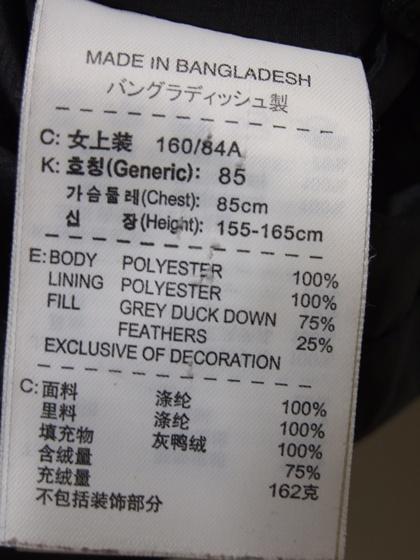 MADE IN BANGLADESH
バングラディッシュ製
C: 女上装 160/84A
K: 호칭(Generic): 85
가슴둘레(Chest): 85cm
신 장(Height): 155-165cm
E: BODY POLYESTER 100%
LINING POLYESTER 100%
FILL GREY DUCK DOWN 75%
FEATHERS 25%
EXCLUSIVE OF DECORATION
C: 面料 涤纶 100%
里料 涤纶 100%
填充物 灰鸭绒 100%
含绒量 75%
充绒量 162克
不包括装饰部分